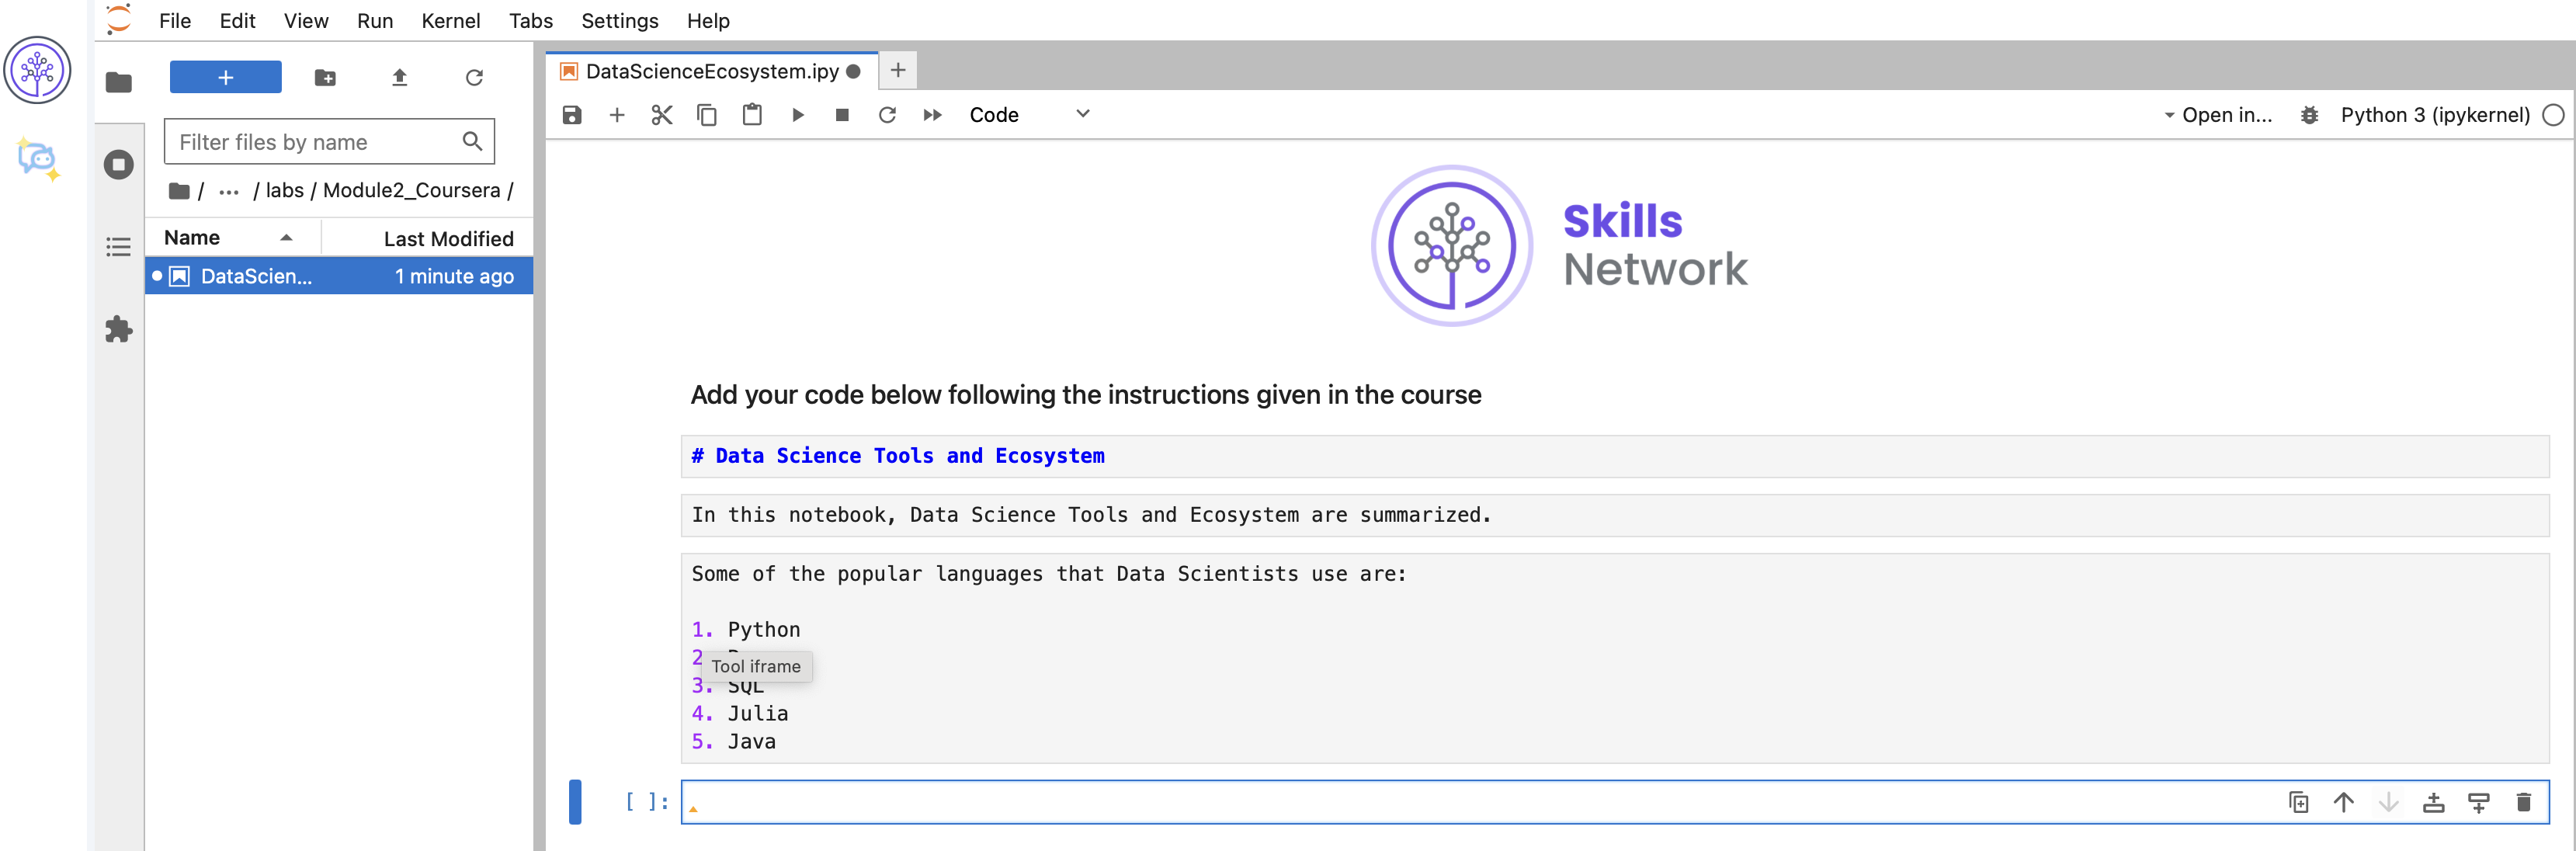 File Edit View Run Kernel Tabs Settings Help
Filter files by name
/ ... / labs / Module2_Coursera /
Name Last Modified
DataScien... 1 minute ago
DataScienceEcosystem.ipy
Code
Open in... Python 3 (ipykernel)
Skills
Network
Add your code below following the instructions given in the course
# Data Science Tools and Ecosystem
In this notebook, Data Science Tools and Ecosystem are summarized.
Some of the popular languages that Data Scientists use are:
1. Python
2
Tool iframe
3. SQL
4. Julia
5. Java
[ ]: